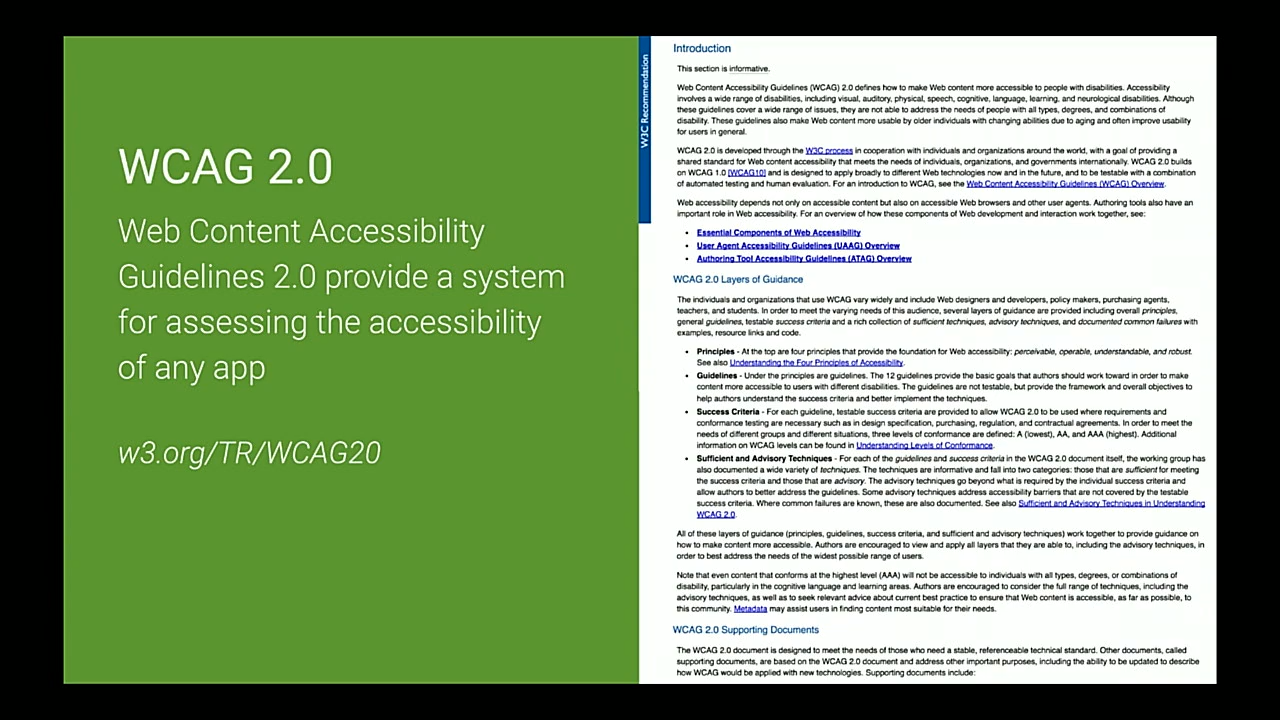 WCAG 2.0
Web Content Accessibility
Guidelines 2.0 provide a system
for assessing the accessibility
of any app
w3.org/TR/WCAG20
W3C Recommendation
Introduction
This section is informative.
Web Content Accessibility Guidelines (WCAG) 2.0 defines how to make Web content more accessible to people with disabilities. Accessibility
involves a wide range of disabilities, including visual, auditory, physical, speech, cognitive, language, learning, and neurological disabilities. Although
these guidelines cover a wide range of issues, they are not able to address the needs of people with all types, degrees, and combinations of
disability. These guidelines also make Web content more usable by older individuals with changing abilities due to aging and often improve usability
for users in general.
WCAG 2.0 is developed through the W3C process in cooperation with individuals and organizations around the world, with a goal of providing a
shared standard for Web content accessibility that meets the needs of individuals, organizations, and governments internationally. WCAG 2.0 builds
on WCAG 1.0 [WCAG10] and is designed to apply broadly to different Web technologies now and in the future, and to be testable with a combination
of automated testing and human evaluation. For an introduction to WCAG, see the Web Content Accessibility Guidelines (WCAG) Overview.
Web accessibility depends not only on accessible content but also on accessible Web browsers and other user agents. Authoring tools also have an
important role in Web accessibility. For an overview of how these components of Web development and interaction work together, see:
• Essential Components of Web Accessibility
• User Agent Accessibility Guidelines (UAAG) Overview
• Authoring Tool Accessibility Guidelines (ATAG) Overview
WCAG 2.0 Layers of Guidance
The individuals and organizations that use WCAG vary widely and include Web designers and developers, policy makers, purchasing agents,
teachers, and students. In order to meet the varying needs of this audience, several layers of guidance are provided including overall principles,
general guidelines, testable success criteria and a rich collection of sufficient techniques, advisory techniques, and documented common failures with
examples, resource links and code.
• Principles - At the top are four principles that provide the foundation for Web accessibility: perceivable, operable, understandable, and robust.
See also Understanding the Four Principles of Accessibility.
• Guidelines - Under the principles are guidelines. The 12 guidelines provide the basic goals that authors should work toward in order to make
content more accessible to users with different disabilities. The guidelines are not testable, but provide the framework and overall objectives to
help authors understand the success criteria and better implement the techniques.
• Success Criteria - For each guideline, testable success criteria are provided to allow WCAG 2.0 to be used where requirements and
conformance testing are necessary such as in design specification, purchasing, regulation, and contractual agreements. In order to meet the
needs of different groups and different situations, three levels of conformance are defined: A (lowest), AA, and AAA (highest). Additional
information on WCAG levels can be found in Understanding Levels of Conformance.
• Sufficient and Advisory Techniques - For each of the guidelines and success criteria in the WCAG 2.0 document itself, the working group has
also documented a wide variety of techniques. The techniques are informative and fall into two categories: those that are sufficient for meeting
the success criteria and those that are advisory. The advisory techniques go beyond what is required by the individual success criteria and
allow authors to better address the guidelines. Some advisory techniques address accessibility barriers that are not covered by the testable
success criteria. Where common failures are known, these are also documented. See also Sufficient and Advisory Techniques in Understanding
WCAG 2.0.
All of these layers of guidance (principles, guidelines, success criteria, and sufficient and advisory techniques) work together to provide guidance on
how to make content more accessible. Authors are encouraged to view and apply all layers that they are able to, including the advisory techniques, in
order to best address the needs of the widest possible range of users.
Note that even content that conforms at the highest level (AAA) will not be accessible to individuals with all types, degrees, or combinations of
disability, particularly in the cognitive language and learning areas. Authors are encouraged to consider the full range of techniques, including the
advisory techniques, as well as to seek relevant advice about current best practice to ensure that Web content is accessible, as far as possible, to
this community. Metadata may assist users in finding content most suitable for their needs.
WCAG 2.0 Supporting Documents
The WCAG 2.0 document is designed to meet the needs of those who need a stable, referenceable technical standard. Other documents, called
supporting documents, are based on the WCAG 2.0 document and address other important purposes, including the ability to be updated to describe
how WCAG would be applied with new technologies. Supporting documents include: